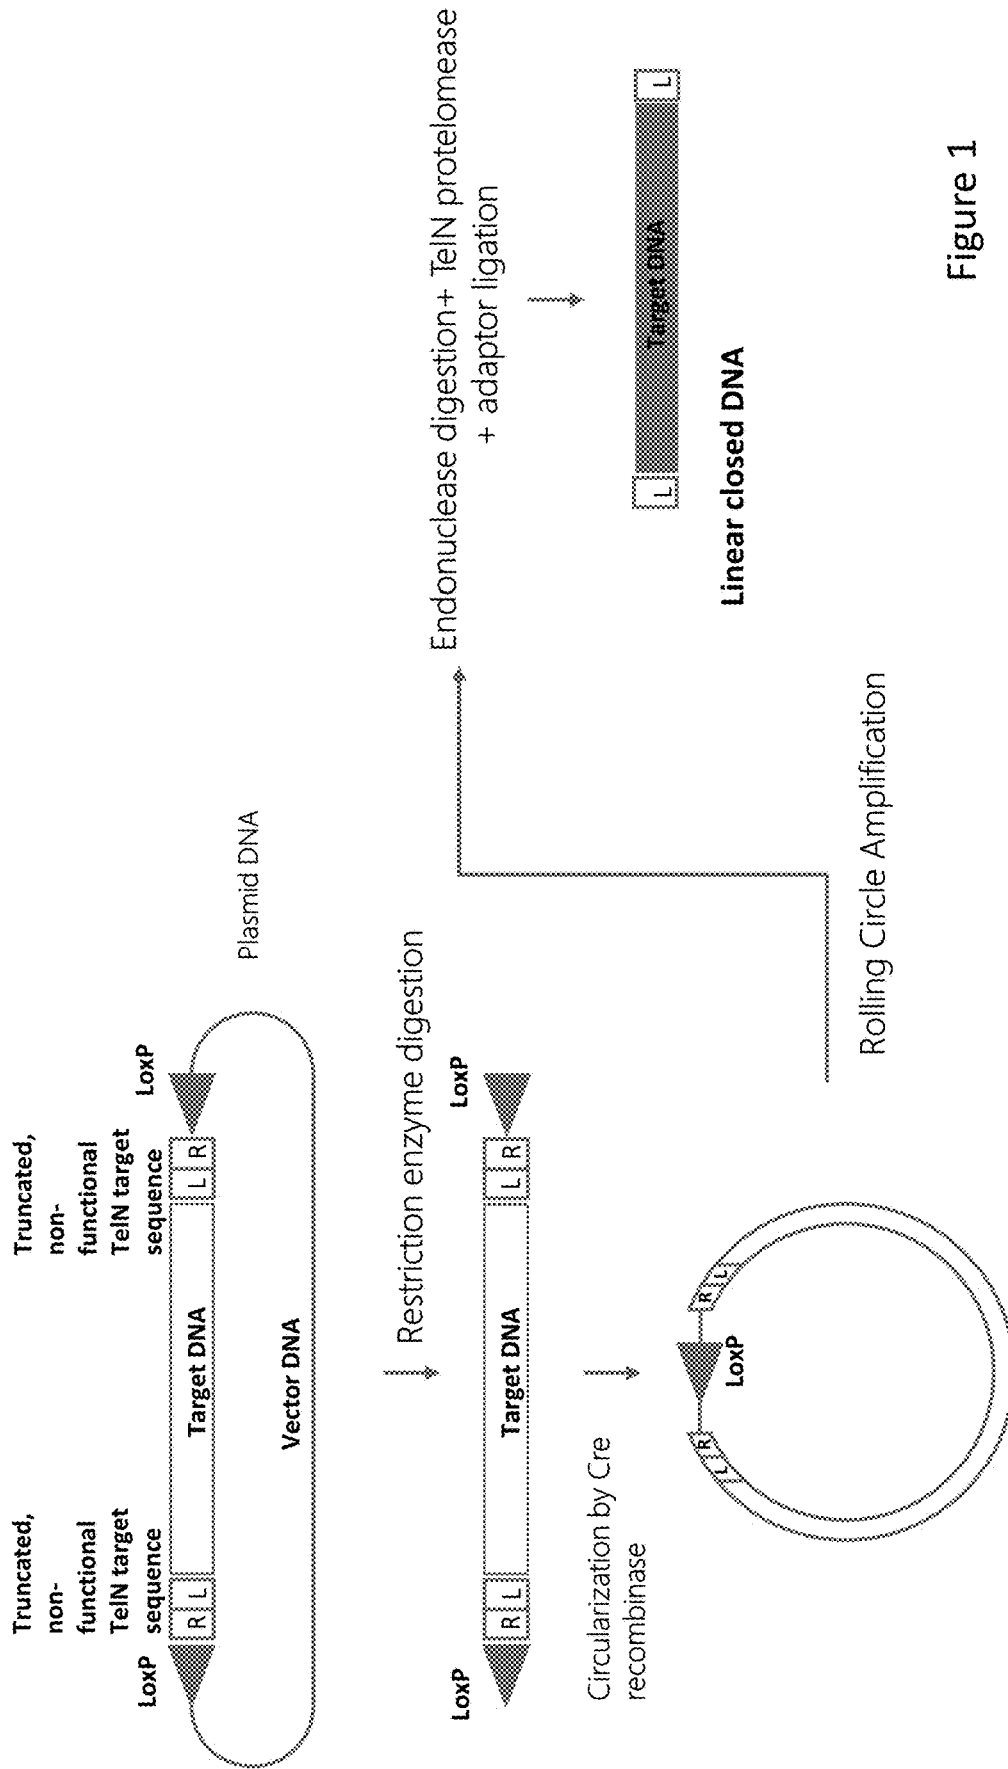 Truncated,
non-
functional
TelN target
sequence
Truncated,
non-
functional
TelN target
sequence
LoxP
R L
Target DNA
L R
LoxP
Vector DNA
Plasmid DNA
Restriction enzyme digestion
LoxP
R L
Target DNA
L R
LoxP
Circularization by Cre
recombinase
L R
R L
LoxP
Rolling Circle Amplification
Endonuclease digestion+ TelN protelomease
+ adaptor ligation
L
Target DNA
L
Linear closed DNA
Figure 1